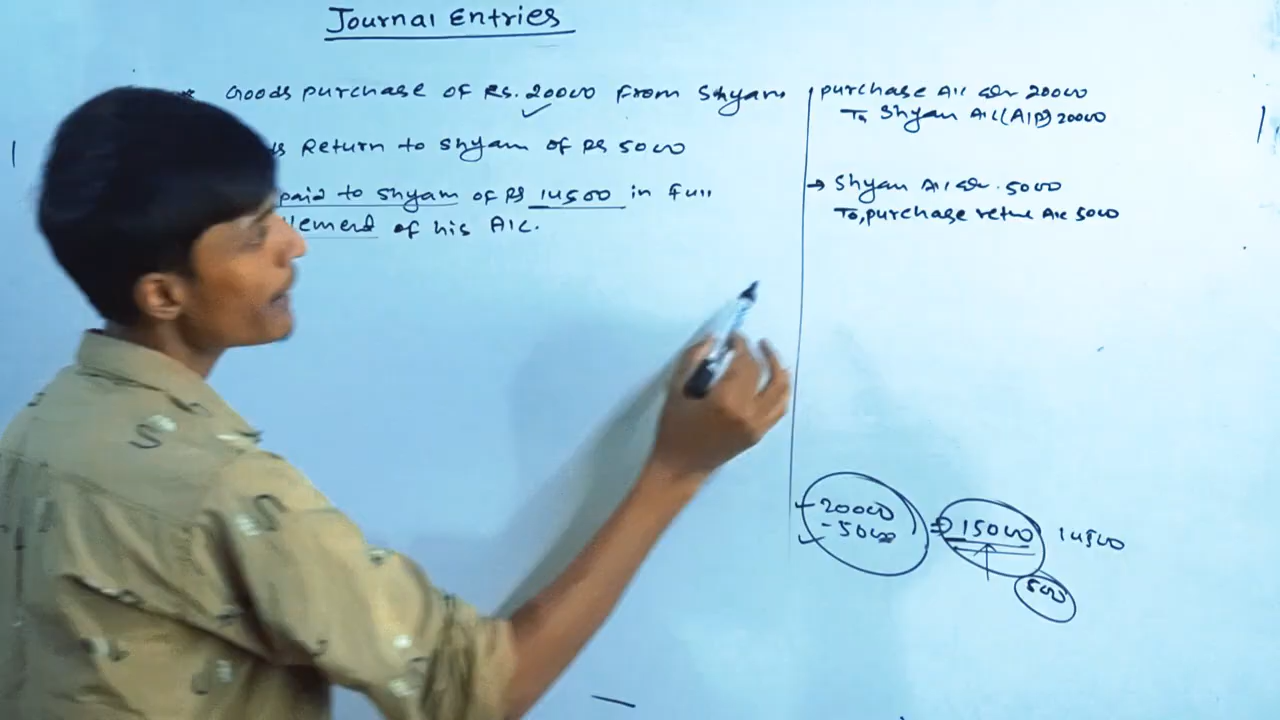 Journal Entries
Goods purchase of Rs. 20000 from Shyam
Return to Shyam of Rs 5000
paid to Shyam of Rs 14500 in Full
lement of his A/c.
purchase A/c dr 20000
To Shyam A/c (A/P) 20000
→ Shyam A/c dr. 5000
To, purchase retur A/c 5000
20000
-5000
⇒ 15000 14500
500